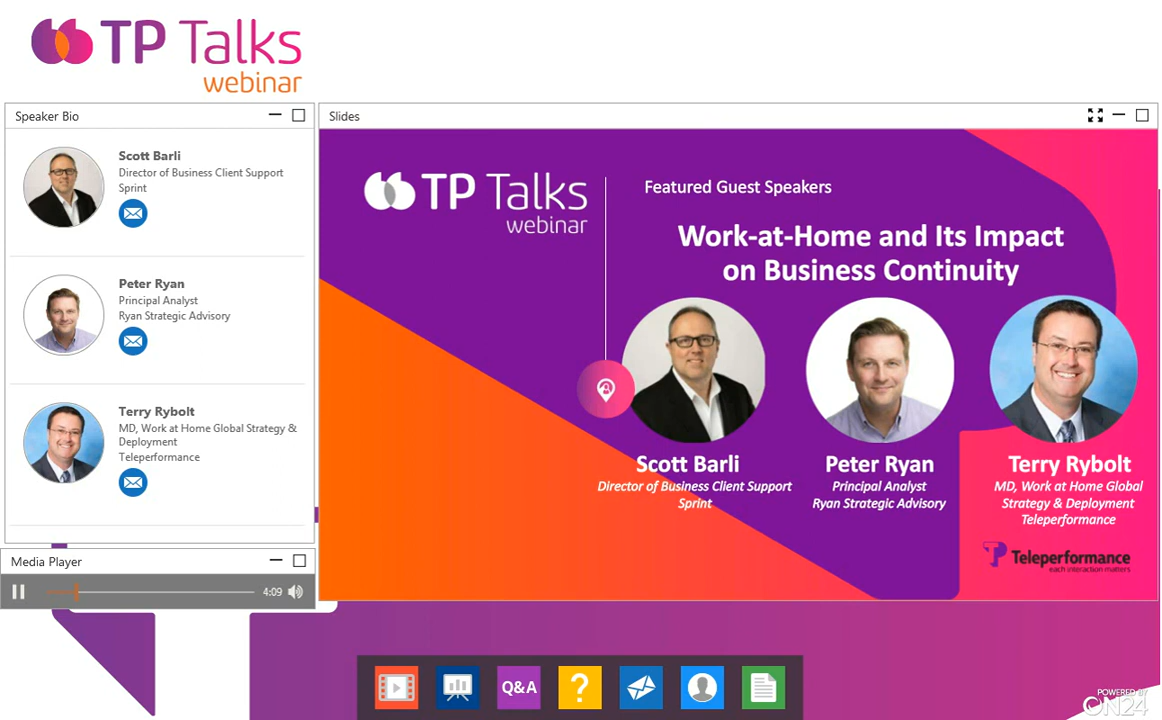 TP Talks
webinar
Speaker Bio
Scott Barli
Director of Business Client Support
Sprint
Peter Ryan
Principal Analyst
Ryan Strategic Advisory
Terry Rybolt
MD, Work at Home Global Strategy &
Deployment
Teleperformance
Media Player
4:09
Slides
TP Talks
webinar
Featured Guest Speakers
Work-at-Home and Its Impact
on Business Continuity
Scott Barli
Director of Business Client Support
Sprint
Peter Ryan
Principal Analyst
Ryan Strategic Advisory
Terry Rybolt
MD, Work at Home Global
Strategy & Deployment
Teleperformance
Teleperformance
each interaction matters
Q&A
?
POWERED BY
ON24